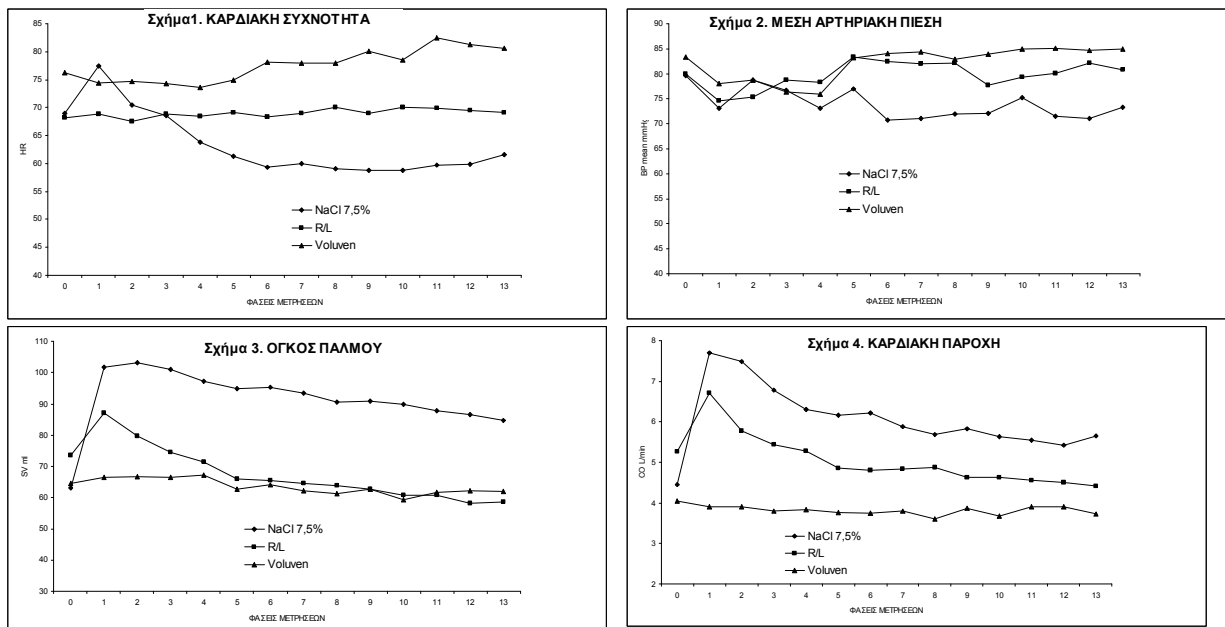 Σχήμα1. ΚΑΡΔΙΑΚΗ ΣΥΧΝΟΤΗΤΑ
85
80
75
70
65
60
55
50
45
40
HR
NaCl 7,5%
R/L
Voluven
0 1 2 3 4 5 6 7 8 9 10 11 12 13
ΦΑΣΕΙΣ ΜΕΤΡΗΣΕΩΝ
Σχήμα 2. ΜΕΣΗ ΑΡΤΗΡΙΑΚΗ ΠΙΕΣΗ
90
85
80
75
70
65
60
55
50
45
40
BP mean
NaCl 7,5%
R/L
Voluven
0 1 2 3 4 5 6 7 8 9 10 11 12 13
ΦΑΣΕΙΣ ΜΕΤΡΗΣΕΩΝ
Σχήμα 3. ΟΓΚΟΣ ΠΑΛΜΟΥ
110
100
90
80
70
60
50
40
30
SV ml
NaCl 7,5%
R/L
Voluven
0 1 2 3 4 5 6 7 8 9 10 11 12 13
ΦΑΣΕΙΣ ΜΕΤΡΗΣΕΩΝ
Σχήμα 4. ΚΑΡΔΙΑΚΗ ΠΑΡΟΧΗ
8
7
6
5
4
3
2
CO L/min
NaCl 7,5%
R/L
Voluven
0 1 2 3 4 5 6 7 8 9 10 11 12 13
ΦΑΣΕΙΣ ΜΕΤΡΗΣΕΩΝ